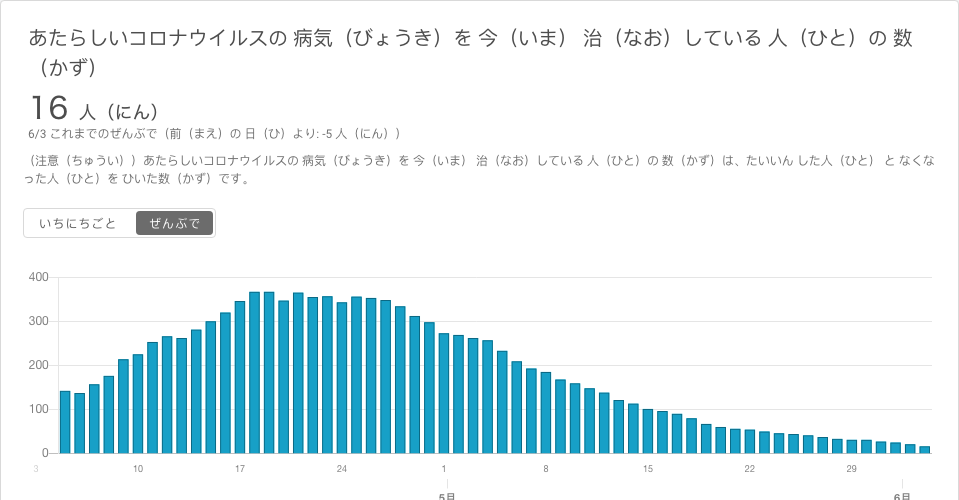 あたらしいコロナウイルスの 病気（びょうき）を 今（いま） 治（なお）している 人（ひと）の 数
（かず）
16 人（にん）
6/3 これまでのぜんぶで（前（まえ）の 日（ひ）より: -5 人（にん））
（注意（ちゅうい））あたらしいコロナウイルスの 病気（びょうき）を 今（いま） 治（なお）している 人（ひと）の 数（かず）は、たいいん した人（ひと） と なくな
った人（ひと）を ひいた数（かず）です。
いちにちごと ぜんぶで
400
300
200
100
0
3 10 17 24 1 8 15 22 29
5月 6月